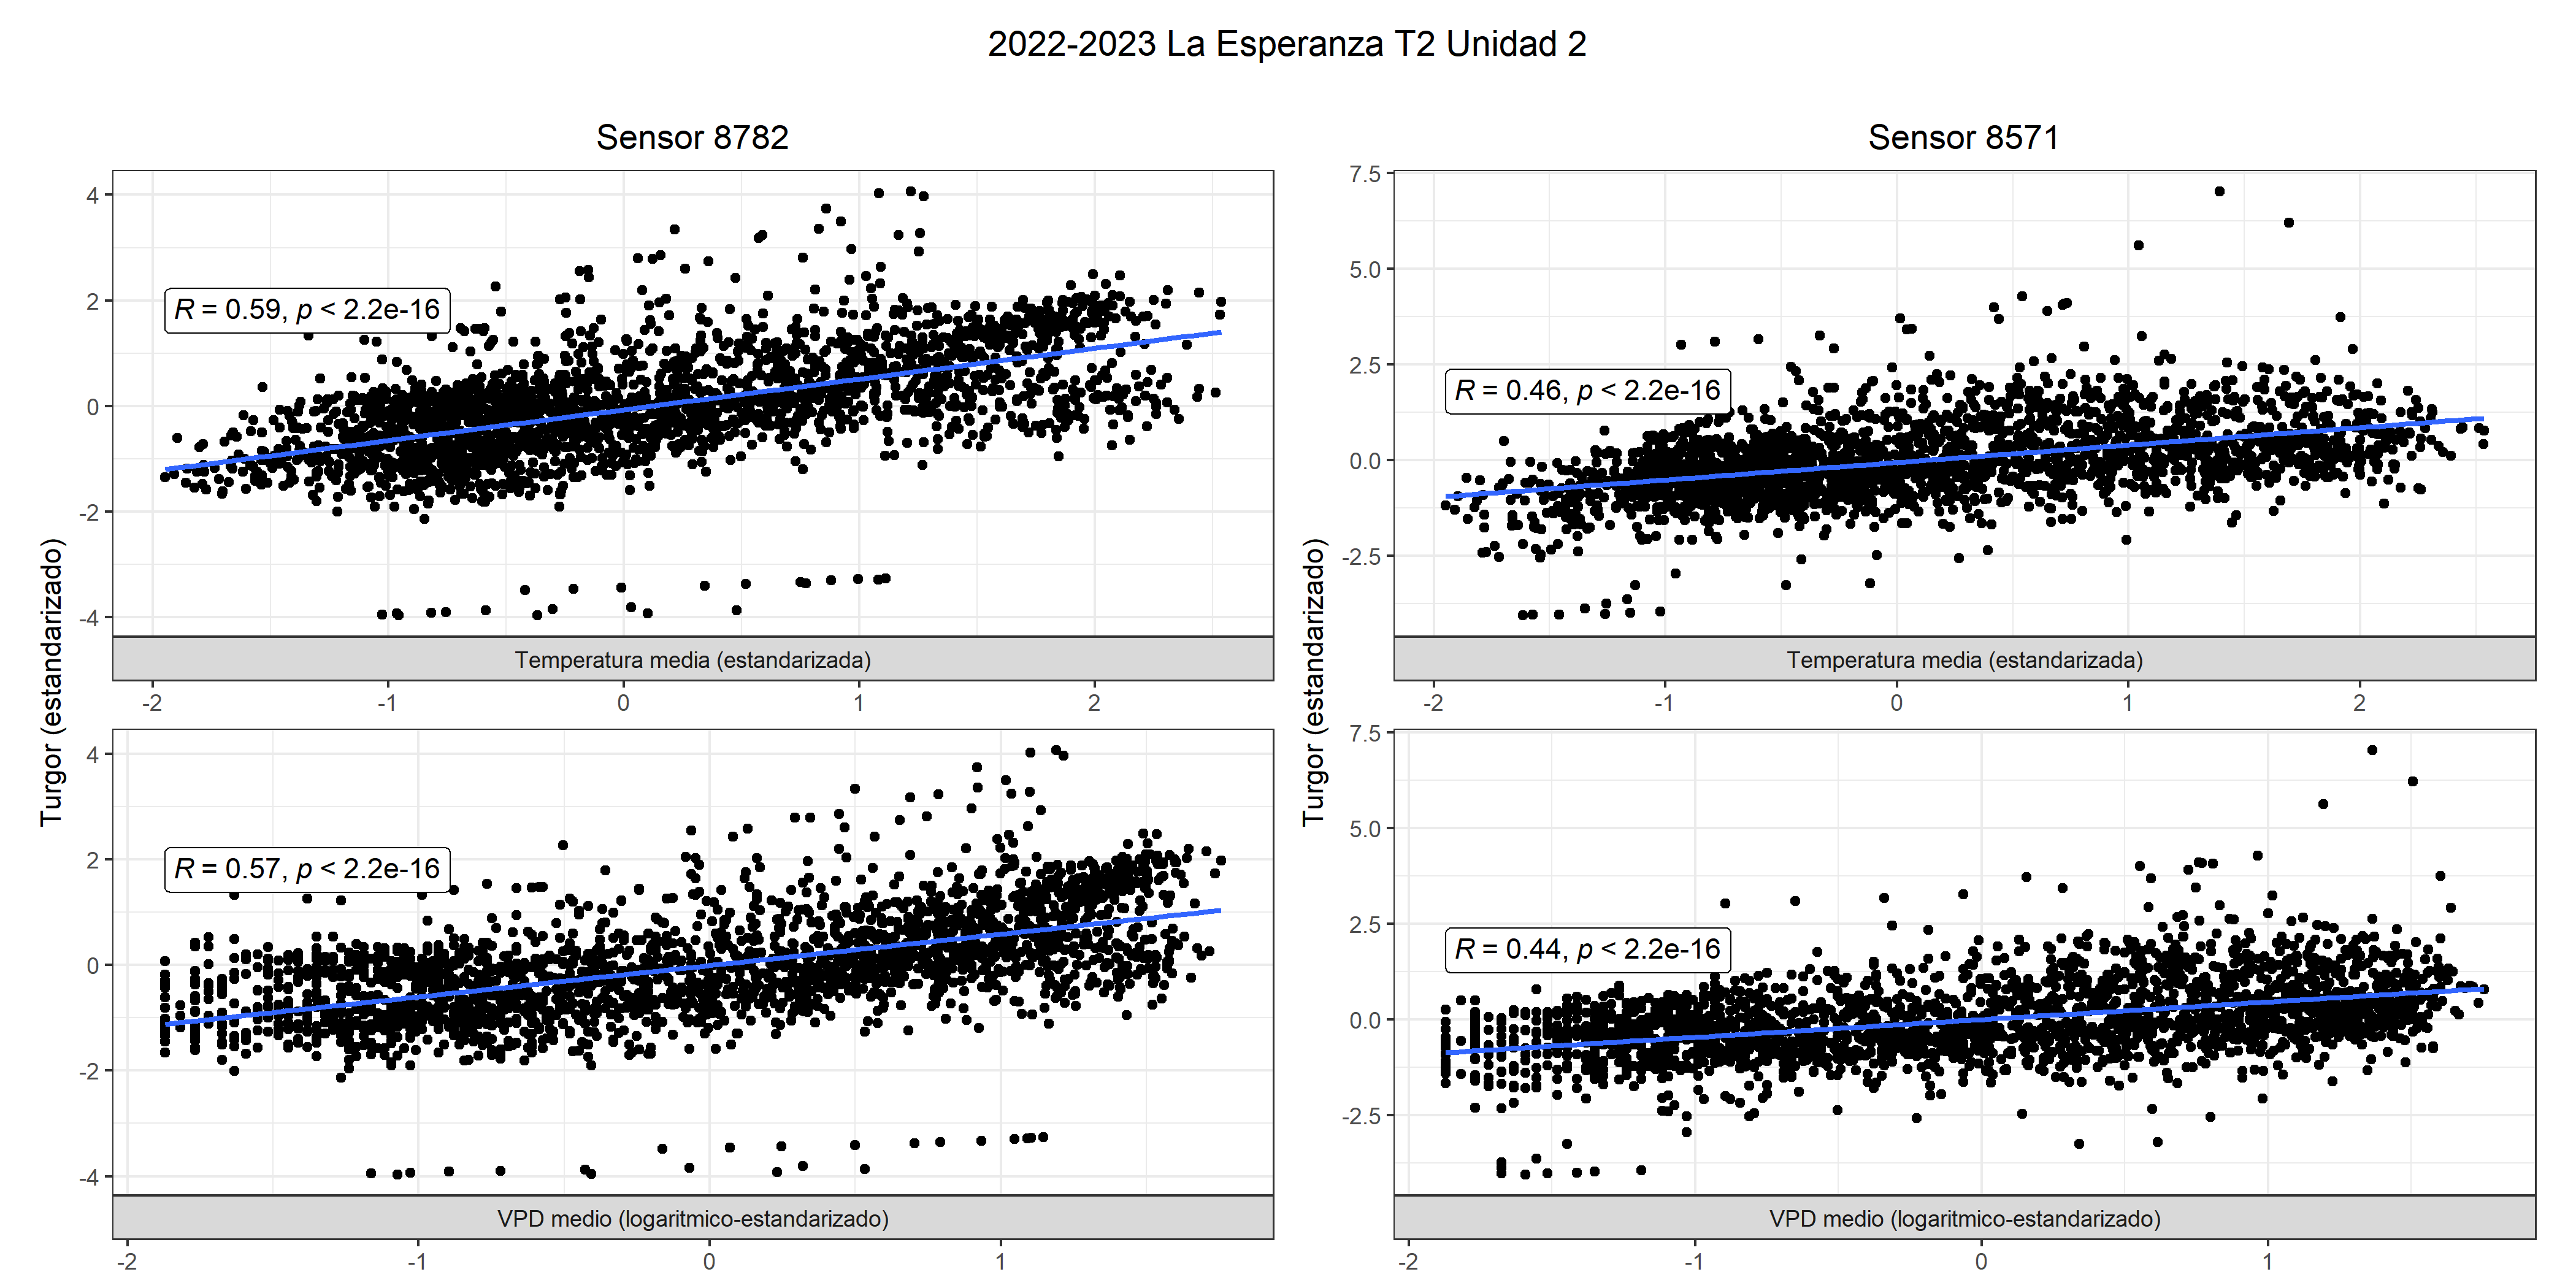 2022-2023 La Esperanza T2 Unidad 2
Sensor 8782
Sensor 8571
Turgor (estandarizado)
4
2
0
-2
-4
R = 0.59, p < 2.2e-16
Temperatura media (estandarizada)
-2 -1 0 1 2
4
2
0
-2
-4
R = 0.57, p < 2.2e-16
VPD medio (logaritmico-estandarizado)
-2 -1 0 1
Turgor (estandarizado)
7.5
5.0
2.5
0.0
-2.5
R = 0.46, p < 2.2e-16
Temperatura media (estandarizada)
-2 -1 0 1 2
7.5
5.0
2.5
0.0
-2.5
R = 0.44, p < 2.2e-16
VPD medio (logaritmico-estandarizado)
-2 -1 0 1